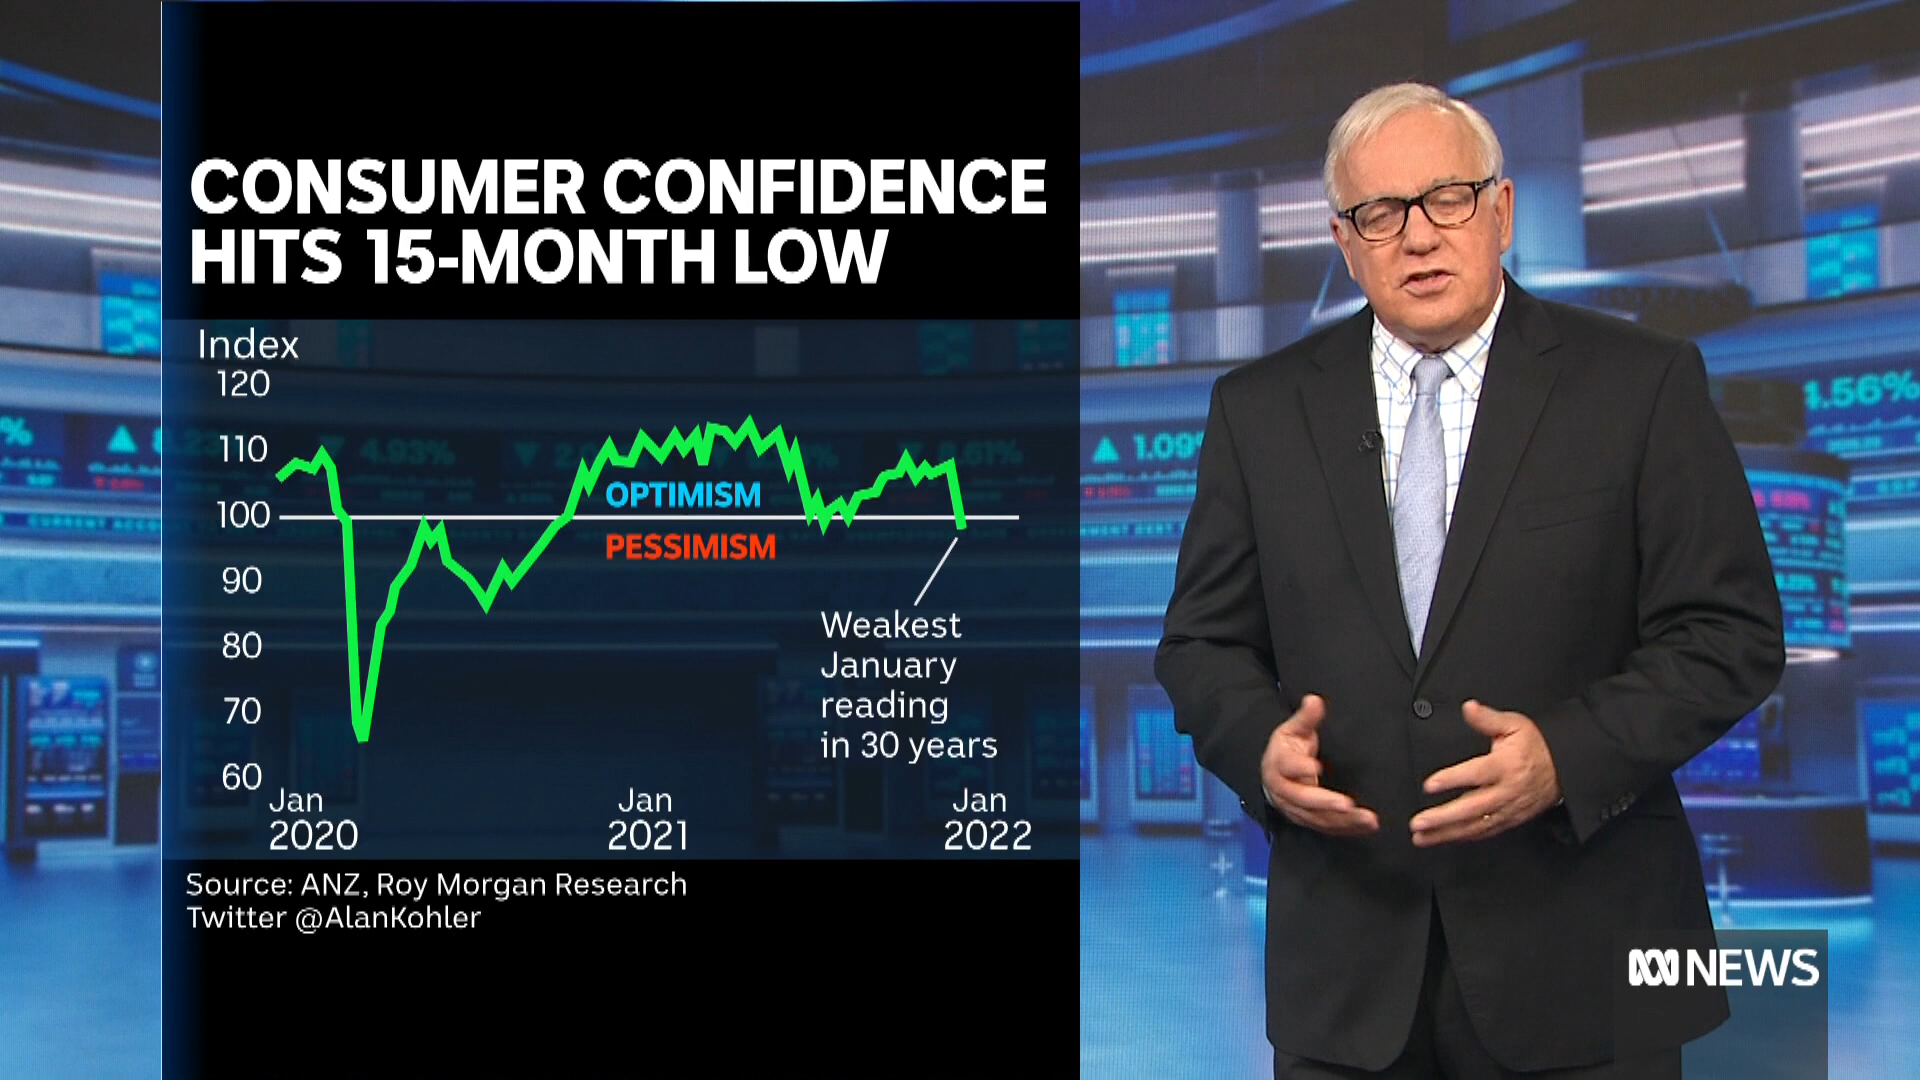 CONSUMER CONFIDENCE
HITS 15-MONTH LOW
Index
120
110
100
90
80
70
60
OPTIMISM
PESSIMISM
Weakest
January
reading
in 30 years
Jan
2020
Jan
2021
Jan
2022
Source: ANZ, Roy Morgan Research
Twitter @AlanKohler
4.93%
1.56%
1.09
NEWS